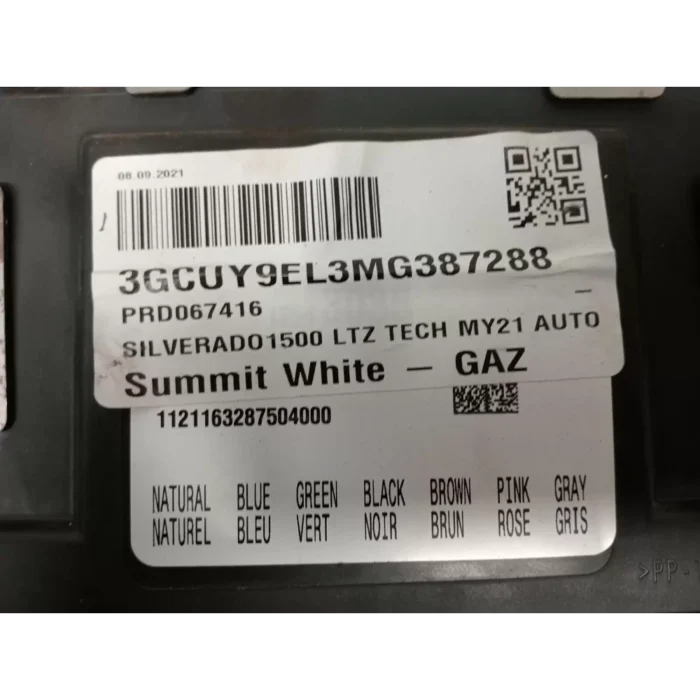 08.09.2021
3GCUY9EL3MG387288
PRD067416
SILVERADO1500 LTZ TECH MY21 AUTO
Summit White – GAZ
1121163287504000
NATURAL BLUE GREEN BLACK BROWN PINK GRAY
NATUREL BLEU VERT NOIR BRUN ROSE GRIS
>PP-